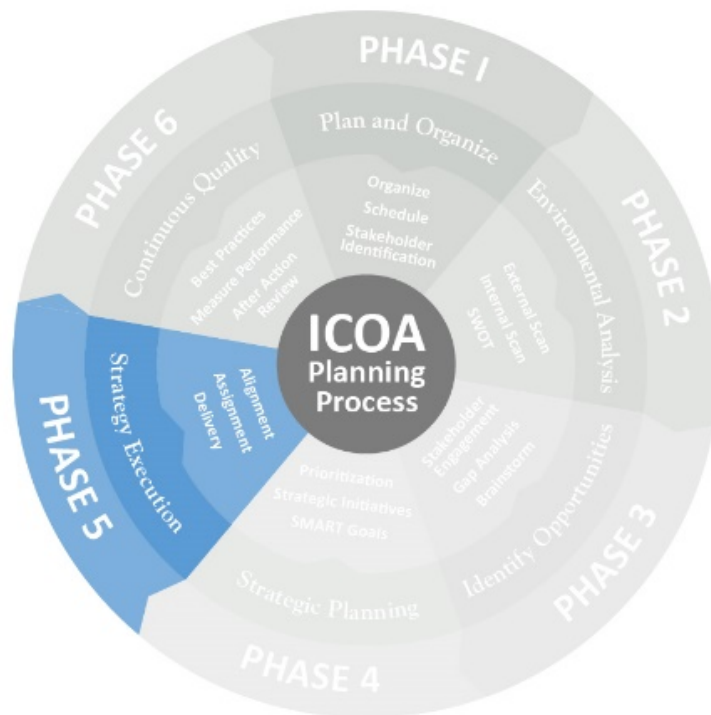 PHASE I
Plan and Organize
Organize
Schedule
Stakeholder
Identification
PHASE 2
Environmental Analysis
External Scan
Internal Scan
SWOT
PHASE 3
Identify Opportunities
Stakeholder
Engagement
Gap Analysis
Brainstorm
PHASE 4
Strategic Planning
Prioritization
Strategic Initiatives
SMART Goals
PHASE 5
Strategy Execution
Alignment
Assignment
Delivery
PHASE 6
Continuous Quality
Best Practices
Measure Performance
After Action
Review
ICOA
Planning
Process